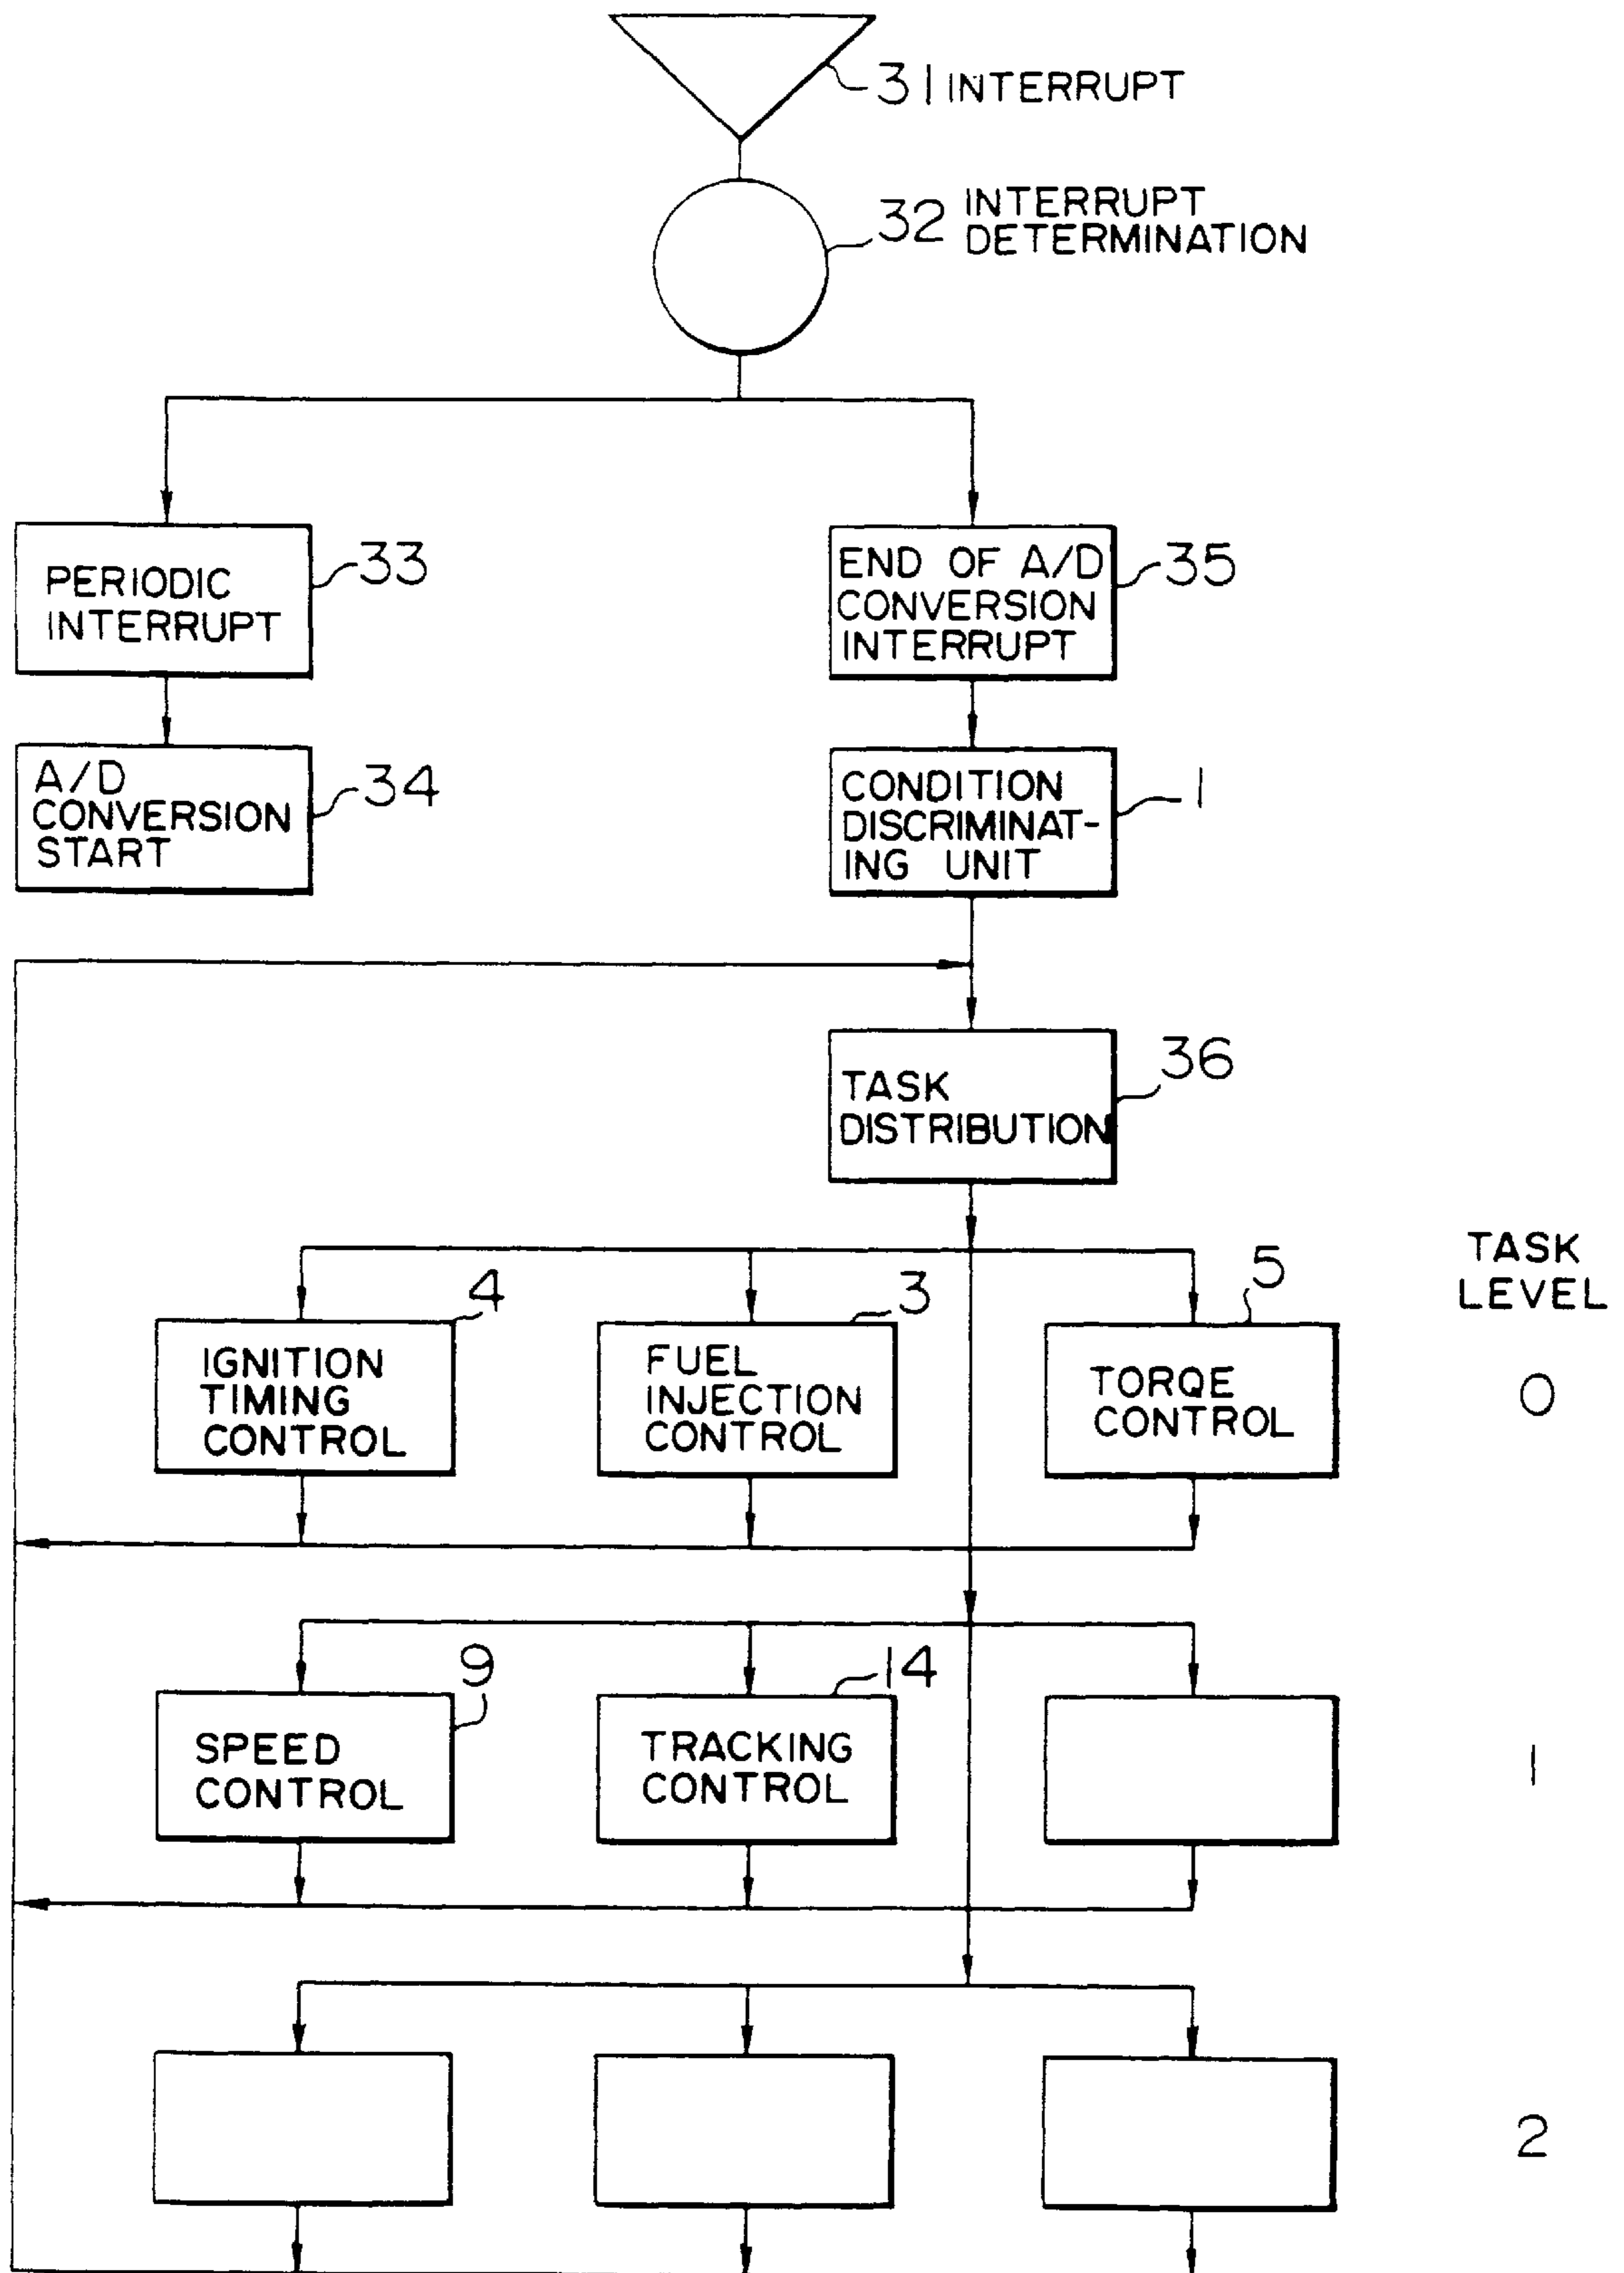 31 INTERRUPT
32 INTERRUPT
DETERMINATION
PERIODIC
INTERRUPT
33
END OF A/D
CONVERSION
INTERRUPT
35
A/D
CONVERSION
START
34
CONDITION
DISCRIMINAT-
ING UNIT
1
TASK
DISTRIBUTION
36
TASK
LEVEL
4
IGNITION
TIMING
CONTROL
3
FUEL
INJECTION
CONTROL
5
TORQE
CONTROL
0
9
SPEED
CONTROL
14
TRACKING
CONTROL
1
2